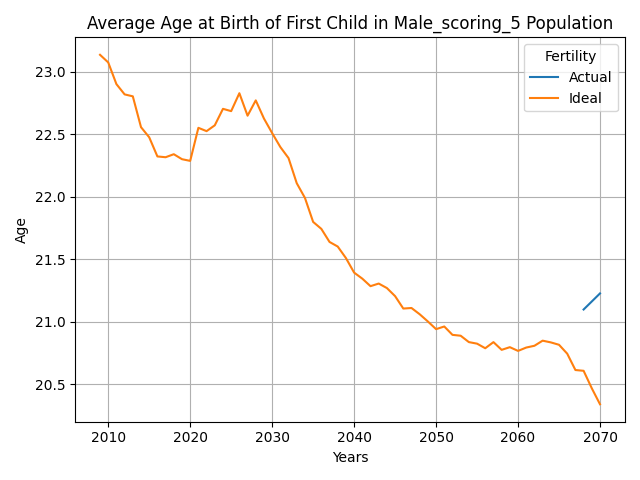 Average Age at Birth of First Child in Male_scoring_5 Population
Fertility
Actual
Ideal
23.0
22.5
22.0
21.5
21.0
20.5
Age
2010 2020 2030 2040 2050 2060 2070
Years